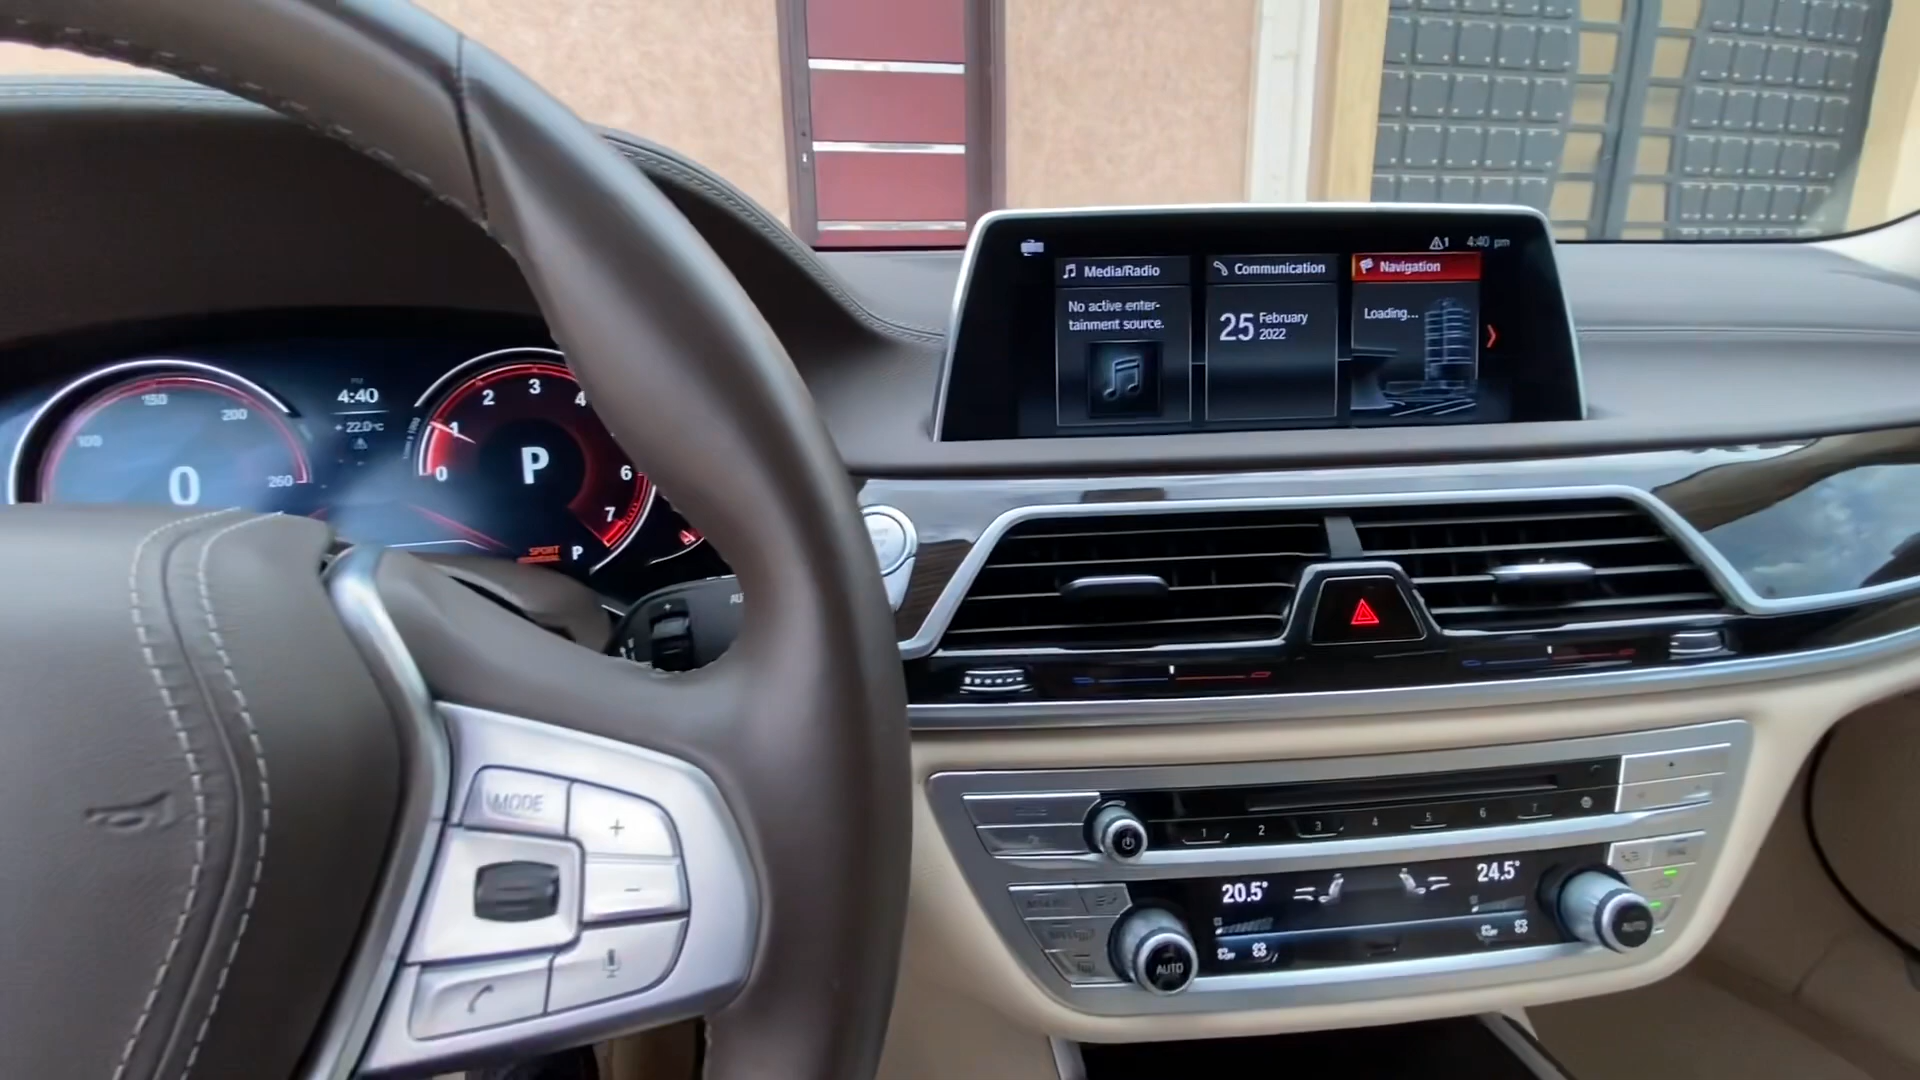 1
4:40 pm
Media/Radio
Communication
Navigation
No active enter-
tainment source.
25
February
2022
Loading...
100
150
200
260
0
4:40
+ 22.0°C
0
1
2
3
4
6
7
P
SPORT
P
MODE
+
-
1
2
3
4
5
6
7
20.5°
24.5°
AUTO
AUTO